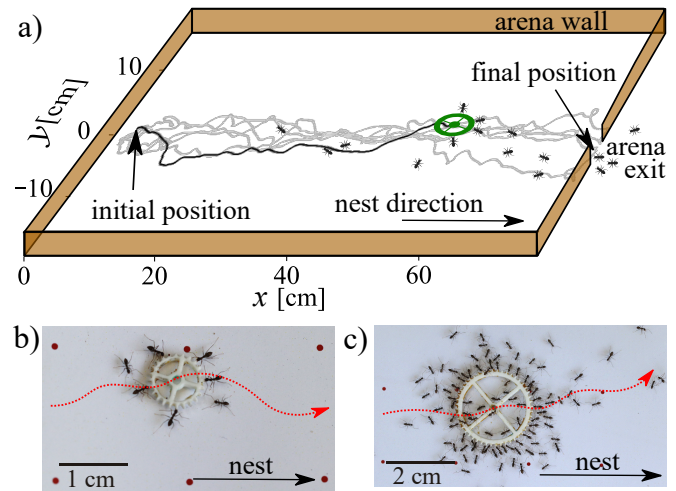 a)
arena wall
10
final position
y[cm]
0
arena
exit
−10
initial position
nest direction
0
20
40
60
x [cm]
b)
c)
1 cm
nest
2 cm
nest